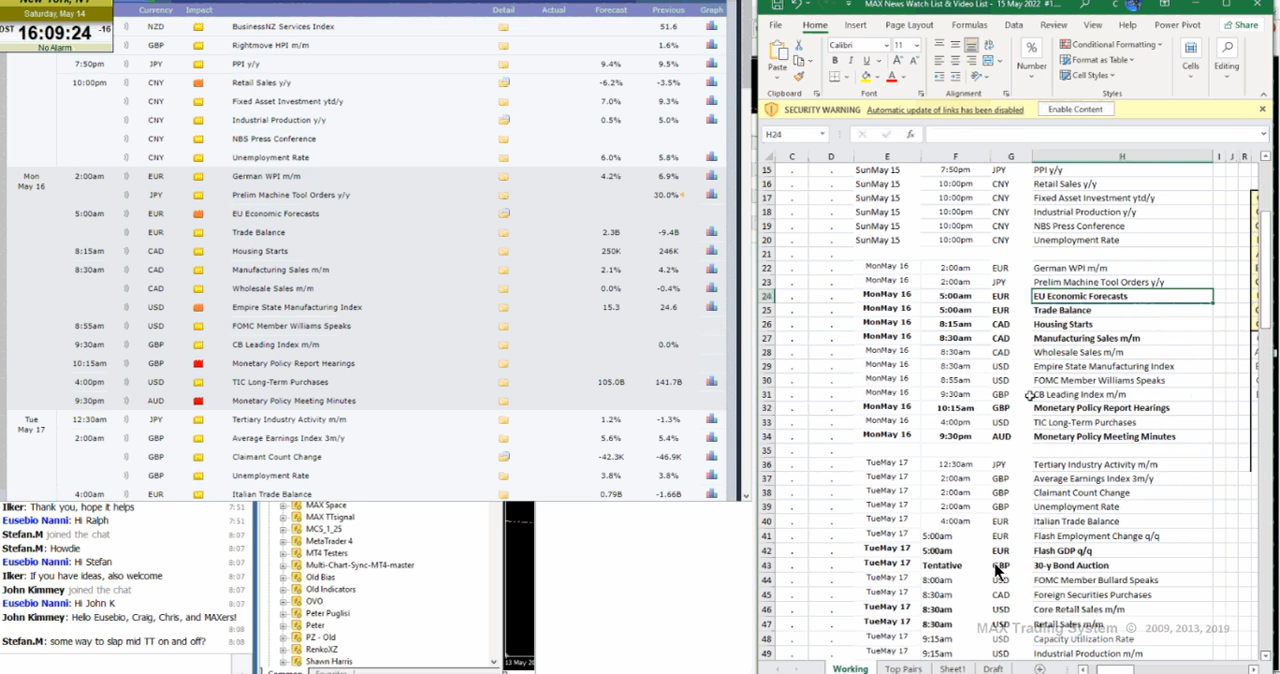 New York, NY
Saturday, May 14
DST 16:09:24 -16
No Alarm
Currency Impact Detail Actual Forecast Previous Graph
NZD BusinessNZ Services Index 51.6
GBP Rightmove HPI m/m 1.6%
7:50pm JPY PPI y/y 9.4% 9.5%
10:00pm CNY Retail Sales y/y -6.2% -3.5%
CNY Fixed Asset Investment ytd/y 7.0% 9.3%
CNY Industrial Production y/y 0.5% 5.0%
CNY NBS Press Conference
CNY Unemployment Rate 6.0% 5.8%
Mon May 16 2:00am EUR German WPI m/m 4.2% 6.9%
JPY Prelim Machine Tool Orders y/y 30.0%
5:00am EUR EU Economic Forecasts
EUR Trade Balance 2.3B -9.4B
8:15am CAD Housing Starts 250K 246K
8:30am CAD Manufacturing Sales m/m 2.1% 4.2%
CAD Wholesale Sales m/m 0.0% -0.4%
USD Empire State Manufacturing Index 15.3 24.6
8:55am USD FOMC Member Williams Speaks
9:30am GBP CB Leading Index m/m 0.0%
10:15am GBP Monetary Policy Report Hearings
4:00pm USD TIC Long-Term Purchases 105.0B 141.7B
9:30pm AUD Monetary Policy Meeting Minutes
Tue May 17 12:30am JPY Tertiary Industry Activity m/m 1.2% -1.3%
2:00am GBP Average Earnings Index 3m/y 5.6% 5.4%
GBP Claimant Count Change -42.3K -46.9K
GBP Unemployment Rate 3.8% 3.8%
4:00am EUR Italian Trade Balance 0.79B -1.66B
Ilker: Thank you, hope it helps 7:51
Eusebio Nanni: Hi Ralph 7:51
Stefan.M joined the chat 8:07
Stefan.M: Howdie 8:07
Eusebio Nanni: Hi Stefan 8:07
Ilker: If you have ideas, also welcome 8:07
John Kimmey joined the chat 8:07
Eusebio Nanni: Hi John K 8:07
John Kimmey: Hello Eusebio, Craig, Chris, and MAXers!
8:08
Stefan.M: some way to slap mid TT on and off? 8:08
MAX Space
MAX TTsignal
MCS_1_25
MetaTrader 4
MT4 Testers
Multi-Chart-Sync-MT4-master
Old Bias
Old Indicators
OVO
Peter Puglisi
Peter
PZ - Old
RenkoXZ
Shawn Harris
Common
13 May 20
MAX News Watch List & Video List - 15 May 2022 #1...
File Home Insert Page Layout Formulas Data Review View Help Power Pivot Share
Paste
Calibri 11
B I U
Number
Conditional Formatting
Format as Table
Cell Styles
Cells
Editing
Clipboard Font Alignment Styles
SECURITY WARNING Automatic update of links has been disabled Enable Content
H24 fx
C D E F G H I J R
15 . . SunMay 15 7:50pm JPY PPI y/y
16 . . SunMay 15 10:00pm CNY Retail Sales y/y
17 . . SunMay 15 10:00pm CNY Fixed Asset Investment ytd/y
18 . . SunMay 15 10:00pm CNY Industrial Production y/y
19 . . SunMay 15 10:00pm CNY NBS Press Conference
20 . . SunMay 15 10:00pm CNY Unemployment Rate
21 . .
22 . . MonMay 16 2:00am EUR German WPI m/m
23 . . MonMay 16 2:00am JPY Prelim Machine Tool Orders y/y
24 . . MonMay 16 5:00am EUR EU Economic Forecasts
25 . . MonMay 16 5:00am EUR Trade Balance
26 . . MonMay 16 8:15am CAD Housing Starts
27 . . MonMay 16 8:30am CAD Manufacturing Sales m/m
28 . . MonMay 16 8:30am CAD Wholesale Sales m/m
29 . . MonMay 16 8:30am USD Empire State Manufacturing Index
30 . . MonMay 16 8:55am USD FOMC Member Williams Speaks
31 . . MonMay 16 9:30am GBP CB Leading Index m/m
32 . . MonMay 16 10:15am GBP Monetary Policy Report Hearings
33 . . MonMay 16 4:00pm USD TIC Long-Term Purchases
34 . . MonMay 16 9:30pm AUD Monetary Policy Meeting Minutes
35 . .
36 . . TueMay 17 12:30am JPY Tertiary Industry Activity m/m
37 . . TueMay 17 2:00am GBP Average Earnings Index 3m/y
38 . . TueMay 17 2:00am GBP Claimant Count Change
39 . . TueMay 17 2:00am GBP Unemployment Rate
40 . . TueMay 17 4:00am EUR Italian Trade Balance
41 . . TueMay 17 5:00am EUR Flash Employment Change q/q
42 . . TueMay 17 5:00am EUR Flash GDP q/q
43 . . TueMay 17 Tentative GBP 30-y Bond Auction
44 . . TueMay 17 8:00am USD FOMC Member Bullard Speaks
45 . . TueMay 17 8:30am CAD Foreign Securities Purchases
46 . . TueMay 17 8:30am USD Core Retail Sales m/m
47 . . TueMay 17 8:30am USD Retail Sales m/m
MAX Trading System © 2009, 2013, 2019
48 . . TueMay 17 9:15am USD Capacity Utilization Rate
49 . . TueMay 17 9:15am USD Industrial Production m/m
Working Top Pairs Sheet1 Draft